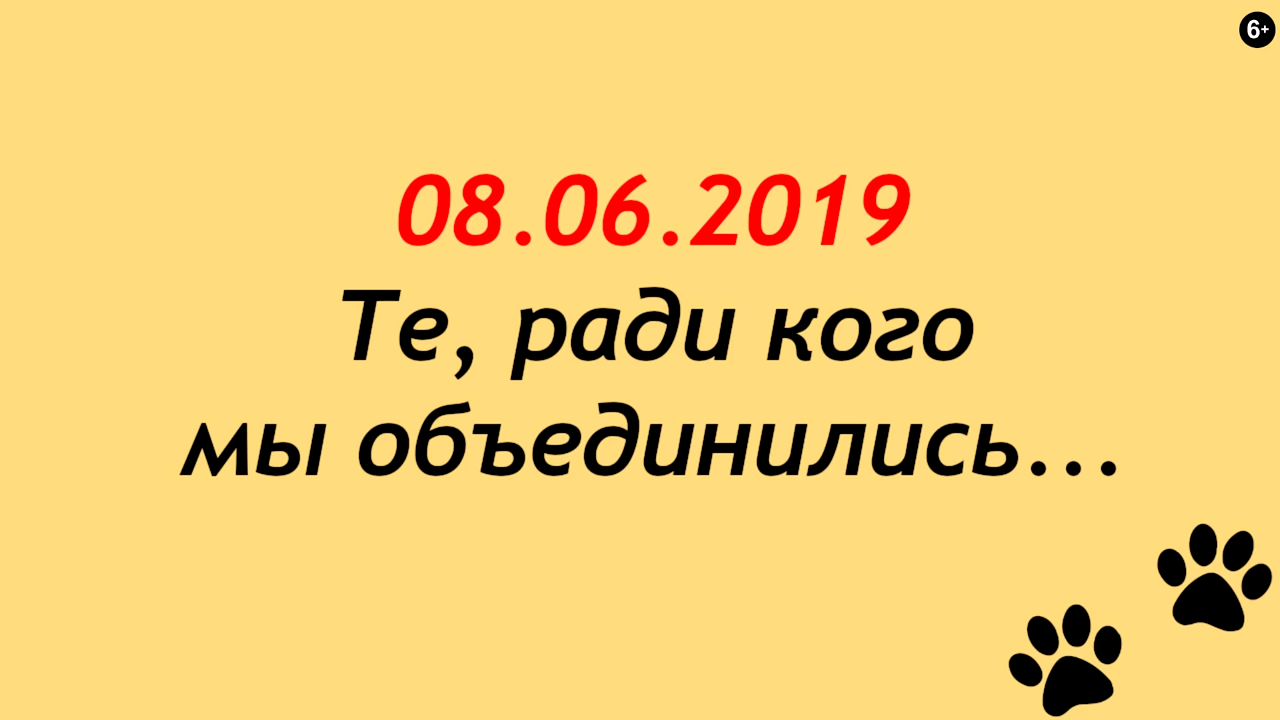 6+
08.06.2019
Те, ради кого
мы объединились...